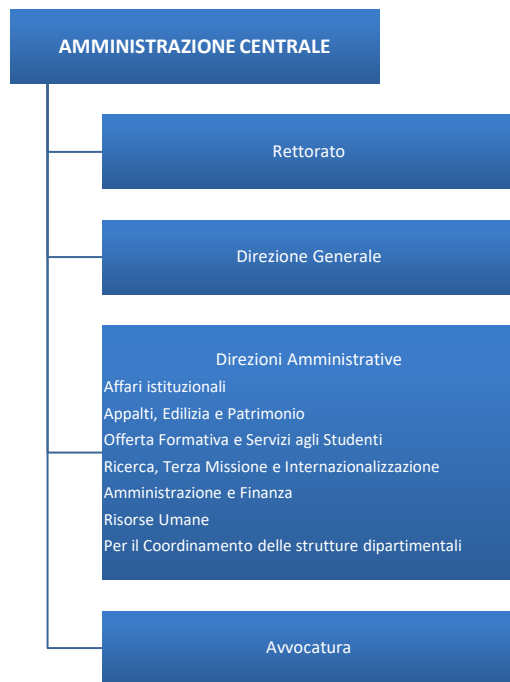 AMMINISTRAZIONE CENTRALE
Rettorato
Direzione Generale
Direzioni Amministrative
Affari istituzionali
Appalti, Edilizia e Patrimonio
Offerta Formativa e Servizi agli Studenti
Ricerca, Terza Missione e Internazionalizzazione
Amministrazione e Finanza
Risorse Umane
Per il Coordinamento delle strutture dipartimentali
Avvocatura